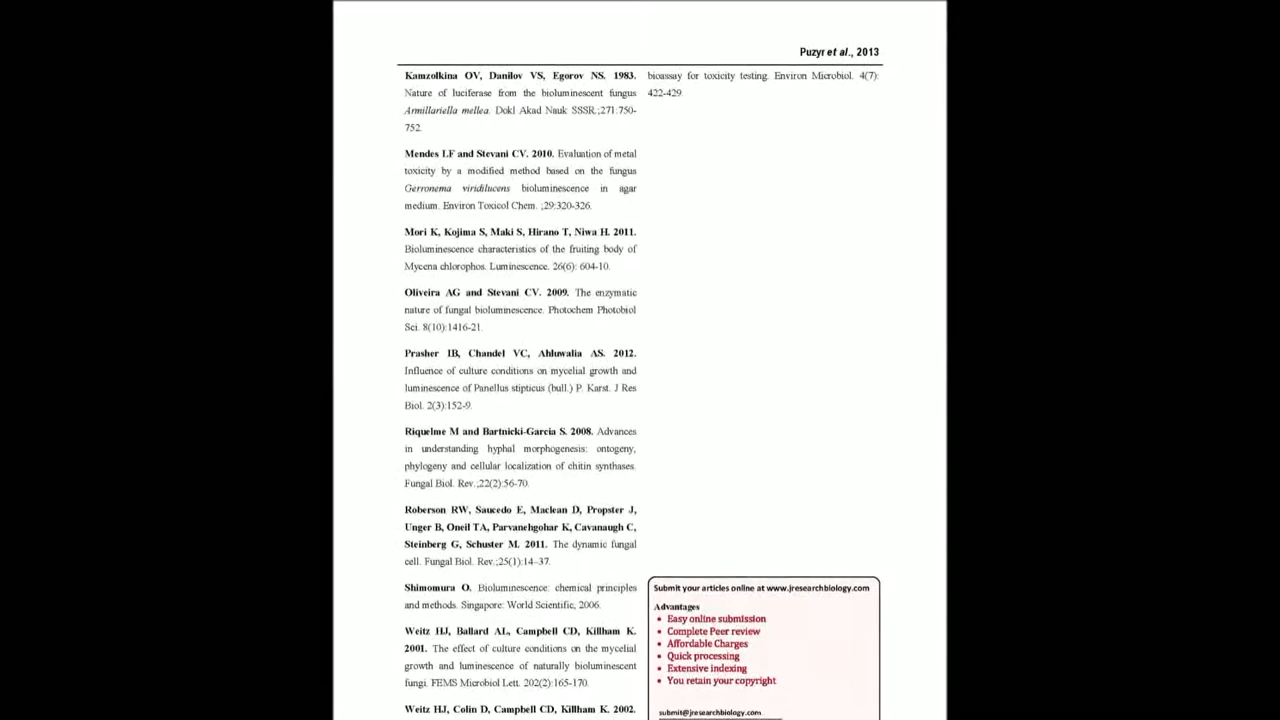 Puzyr et al., 2013
Kamzolkina OV, Danilov VS, Egorov NS. 1983.
Nature of luciferase from the bioluminescent fungus
Armillariella mellea. Dokl Akad Nauk SSSR.;271:750-
752.
Mendes LF and Stevani CV. 2010. Evaluation of metal
toxicity by a modified method based on the fungus
Gerronema viridilucens bioluminescence in agar
medium. Environ Toxicol Chem. ;29:320-326.
Mori K, Kojima S, Maki S, Hirano T, Niwa H. 2011.
Bioluminescence characteristics of the fruiting body of
Mycena chlorophos. Luminescence. 26(6): 604-10.
Oliveira AG and Stevani CV. 2009. The enzymatic
nature of fungal bioluminescence. Photochem Photobiol
Sci. 8(10):1416-21.
Prasher IB, Chandel VC, Ahluwalia AS. 2012.
Influence of culture conditions on mycelial growth and
luminescence of Panellus stipticus (bull.) P. Karst. J Res
Biol. 2(3):152-9.
Riquelme M and Bartnicki-Garcia S. 2008. Advances
in understanding hyphal morphogenesis: ontogeny,
phylogeny and cellular localization of chitin synthases.
Fungal Biol. Rev.;22(2):56-70.
Roberson RW, Saucedo E, Maclean D, Propster J,
Unger B, Oneil TA, Parvanehgohar K, Cavanaugh C,
Steinberg G, Schuster M. 2011. The dynamic fungal
cell. Fungal Biol. Rev.;25(1):14–37.
Shimomura O. Bioluminescence: chemical principles
and methods. Singapore: World Scientific, 2006.
Weitz HJ, Ballard AL, Campbell CD, Killham K.
2001. The effect of culture conditions on the mycelial
growth and luminescence of naturally bioluminescent
fungi. FEMS Microbiol Lett. 202(2):165-170.
Weitz HJ, Colin D, Campbell CD, Killham K. 2002.
bioassay for toxicity testing. Environ Microbiol. 4(7):
422-429.
Submit your articles online at www.jresearchbiology.com
Advantages
• Easy online submission
• Complete Peer review
• Affordable Charges
• Quick processing
• Extensive indexing
• You retain your copyright
submit@jresearchbiology.com